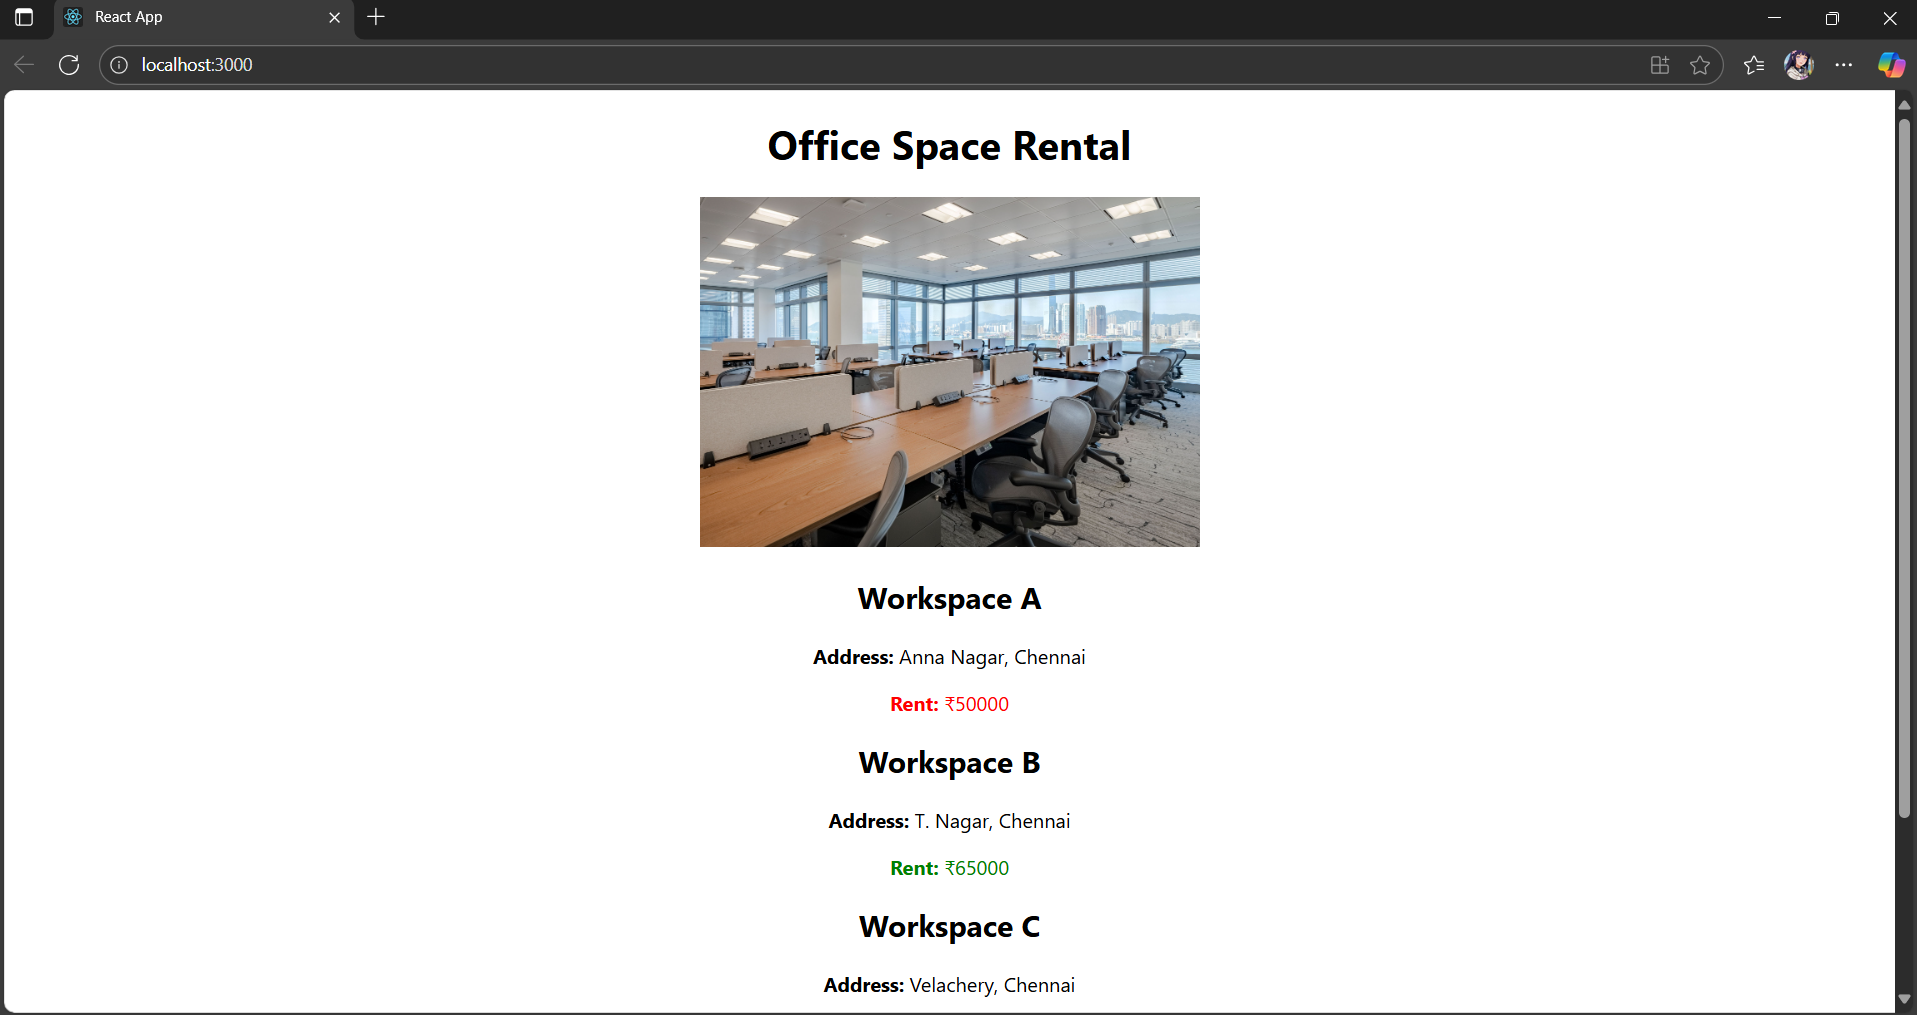 React App
localhost:3000
Office Space Rental
Workspace A
Address: Anna Nagar, Chennai
Rent: ₹50000
Workspace B
Address: T. Nagar, Chennai
Rent: ₹65000
Workspace C
Address: Velachery, Chennai